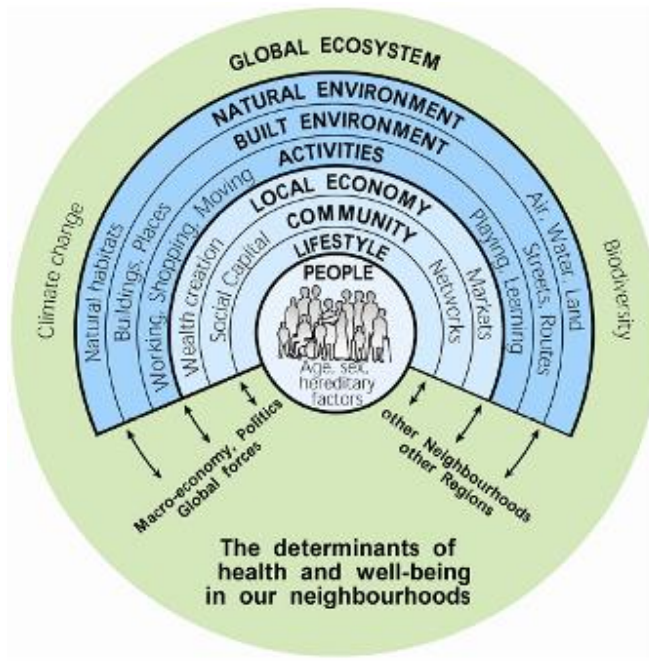 GLOBAL ECOSYSTEM
NATURAL ENVIRONMENT
BUILT ENVIRONMENT
ACTIVITIES
LOCAL ECONOMY
COMMUNITY
LIFESTYLE
PEOPLE
Age, sex,
hereditary
factors
Climate change
Natural habitats
Buildings, Places
Working, Shopping, Moving
Wealth creation
Social Capital
Networks
Markets
Playing, Learning
Streets, Routes
Air, Water, Land
Biodiversity
Macro-economy, Politics
Global forces
other Neighbourhoods
other Regions
The determinants of
health and well-being
in our neighbourhoods